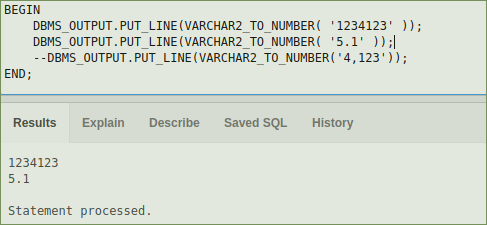 BEGIN
    DBMS_OUTPUT.PUT_LINE(VARCHAR2_TO_NUMBER( '1234123' ));
    DBMS_OUTPUT.PUT_LINE(VARCHAR2_TO_NUMBER( '5.1' ));
    --DBMS_OUTPUT.PUT_LINE(VARCHAR2_TO_NUMBER('4,123'));
END;
Results Explain Describe Saved SQL History
1234123
5.1
Statement processed.